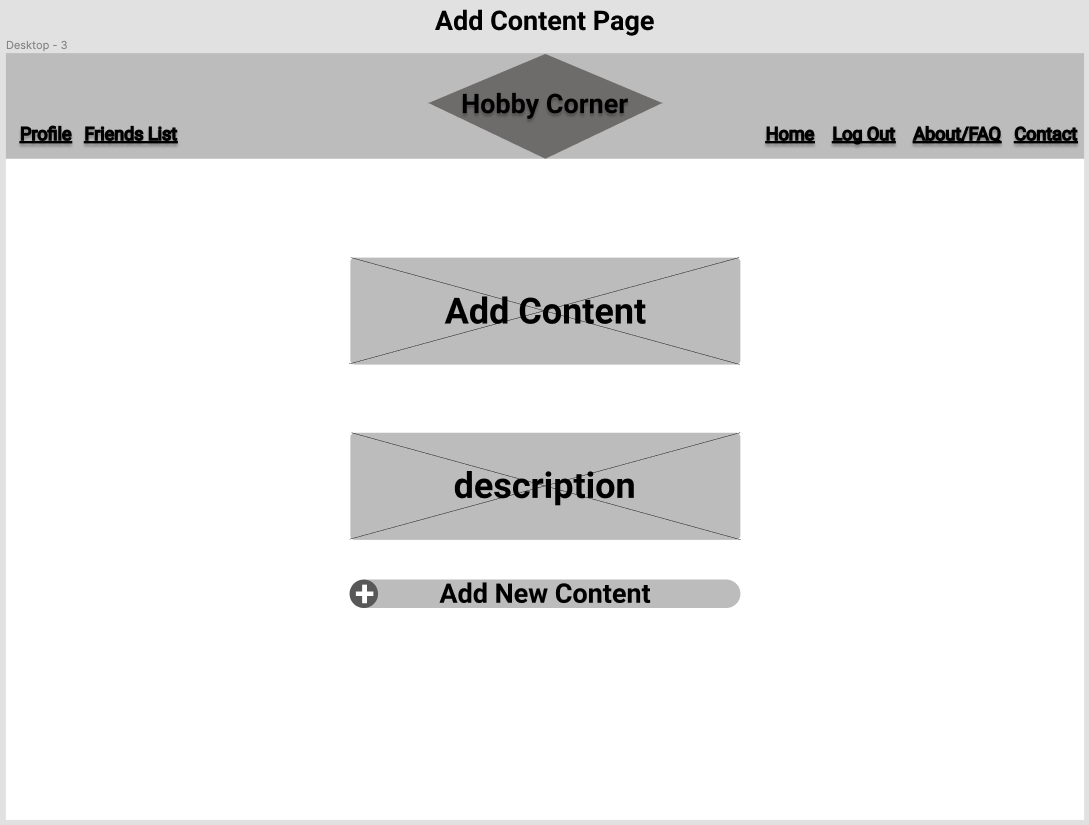 Add Content Page
Desktop - 3
Hobby Corner
Profile Friends List Home Log Out About/FAQ Contact
Add Content
description
Add New Content